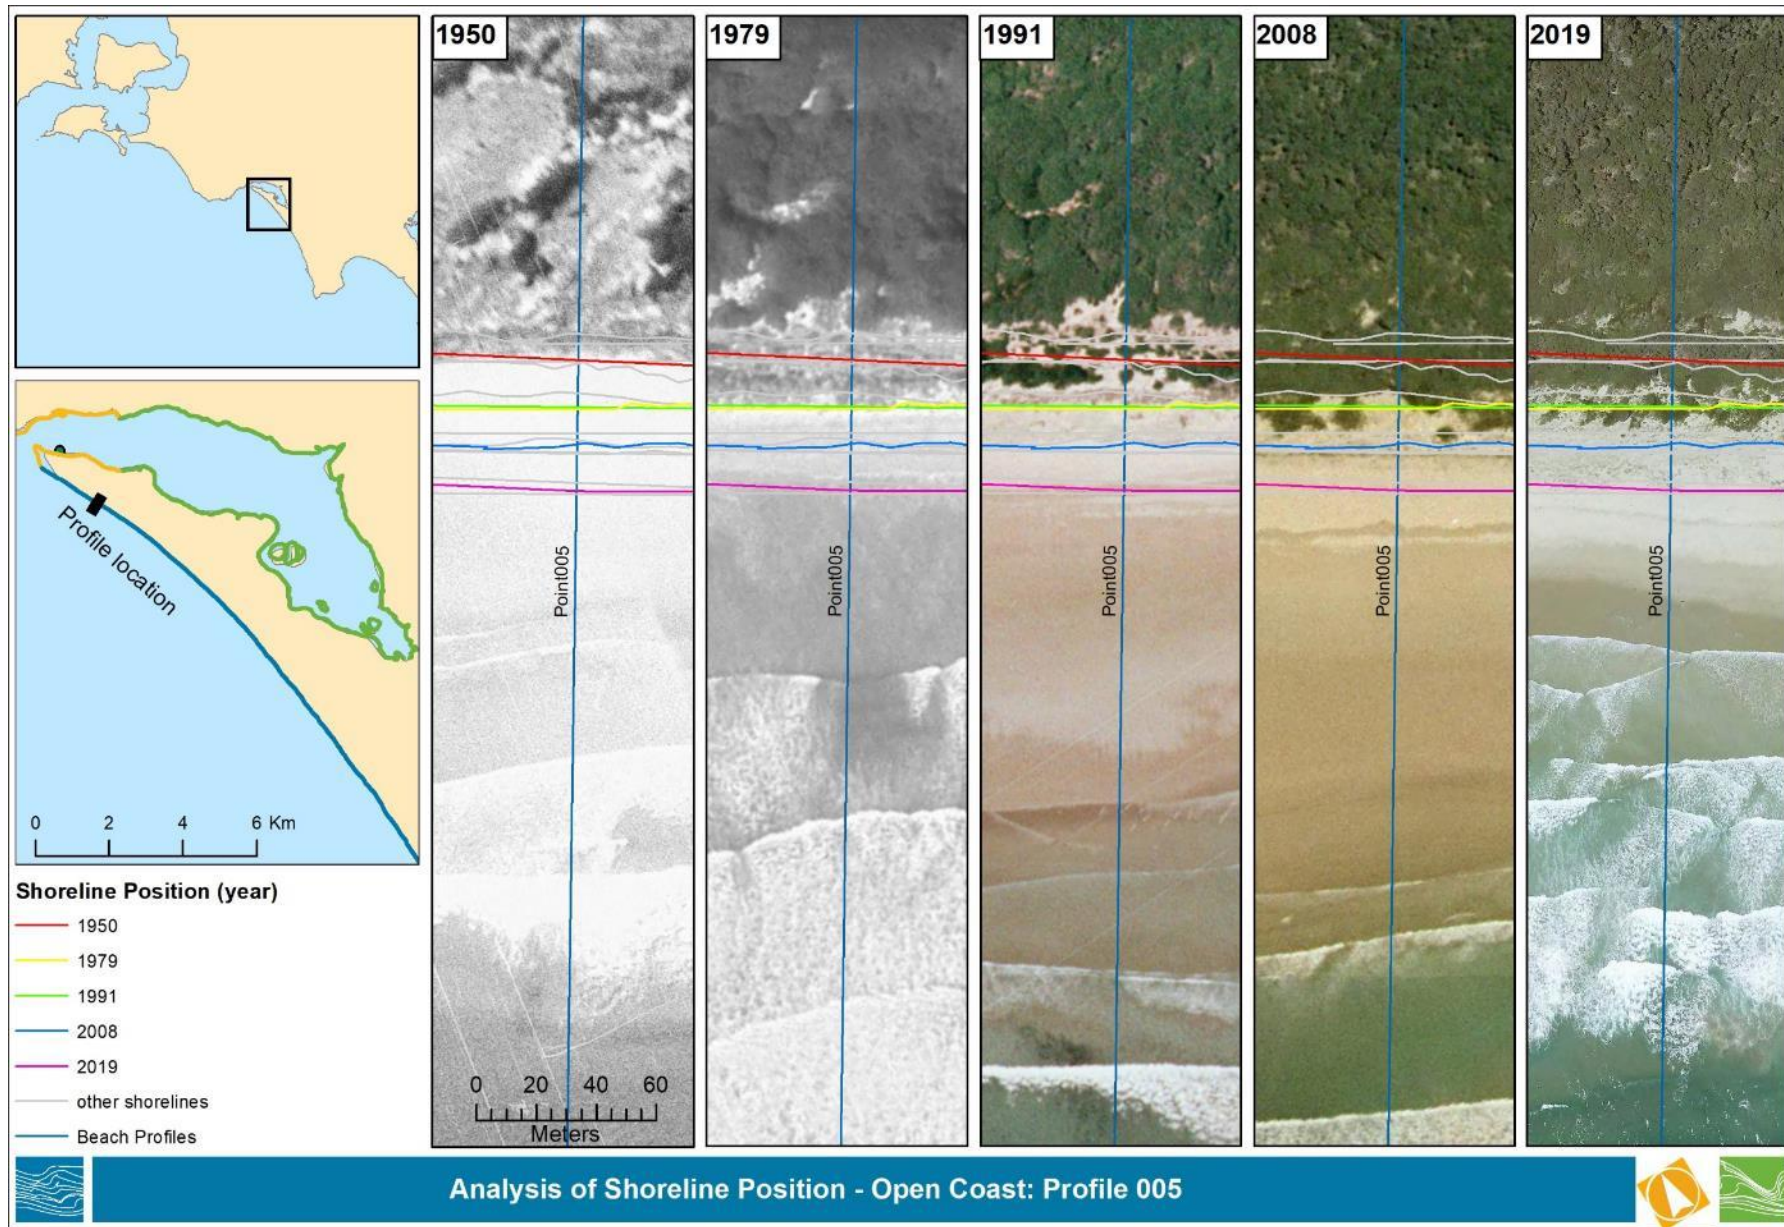 1950
1979
1991
2008
2019
Profile location
0 2 4 6 Km
Shoreline Position (year)
1950
1979
1991
2008
2019
other shorelines
Beach Profiles
Point005
Point005
Point005
Point005
Point005
0 20 40 60
Meters
Analysis of Shoreline Position - Open Coast: Profile 005